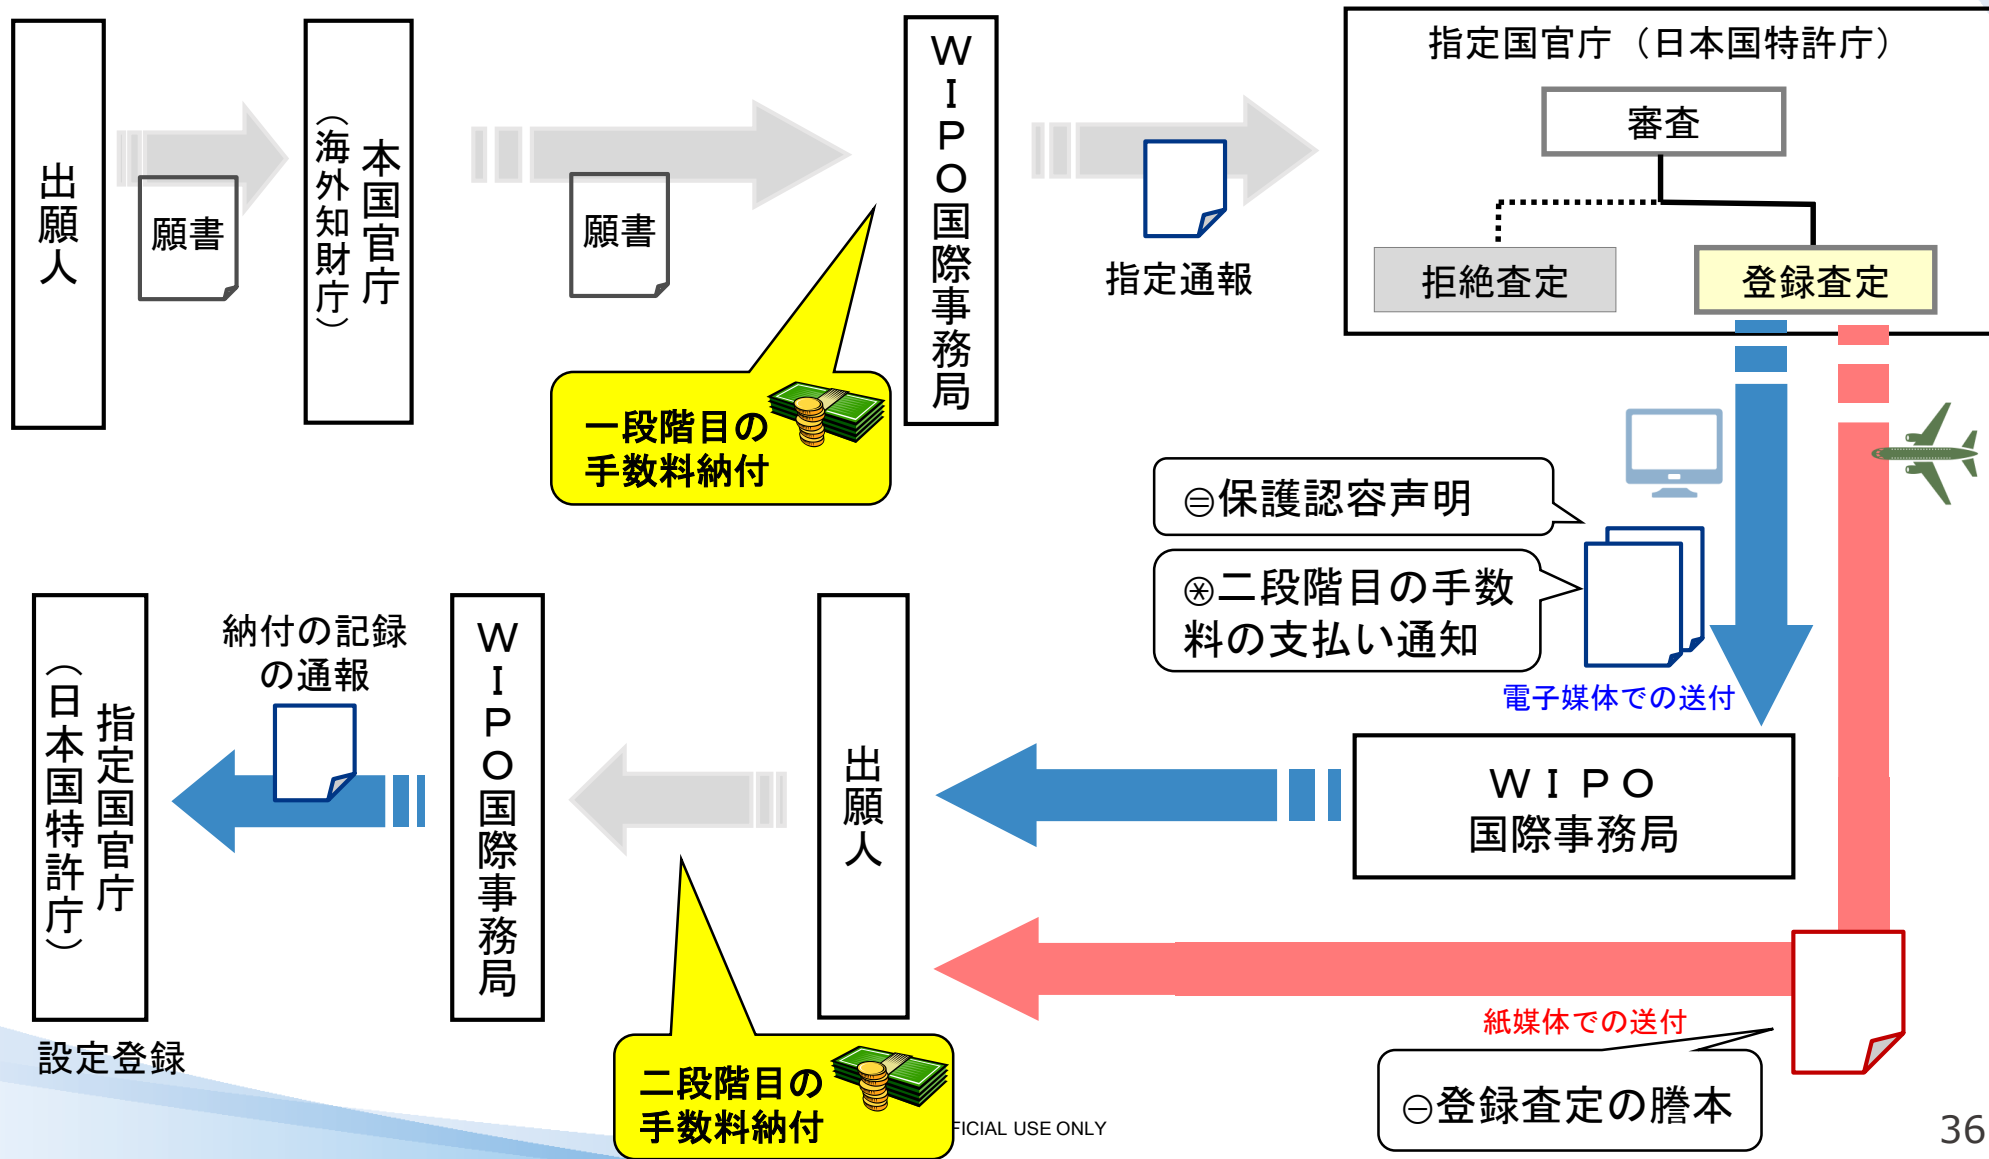 出願人
願書
本国官庁
（海外知財庁）
願書
一段階目の
手数料納付
ＷＩＰＯ国際事務局
指定通報
指定国官庁（日本国特許庁）
審査
拒絶査定
登録査定
㊁保護認容声明
※二段階目の手数
料の支払い通知
電子媒体での送付
ＷＩＰＯ
国際事務局
紙媒体での送付
㊀登録査定の謄本
出願人
二段階目の
手数料納付
ＷＩＰＯ国際事務局
納付の記録
の通報
指定国官庁
（日本国特許庁）
設定登録
FICIAL USE ONLY
36